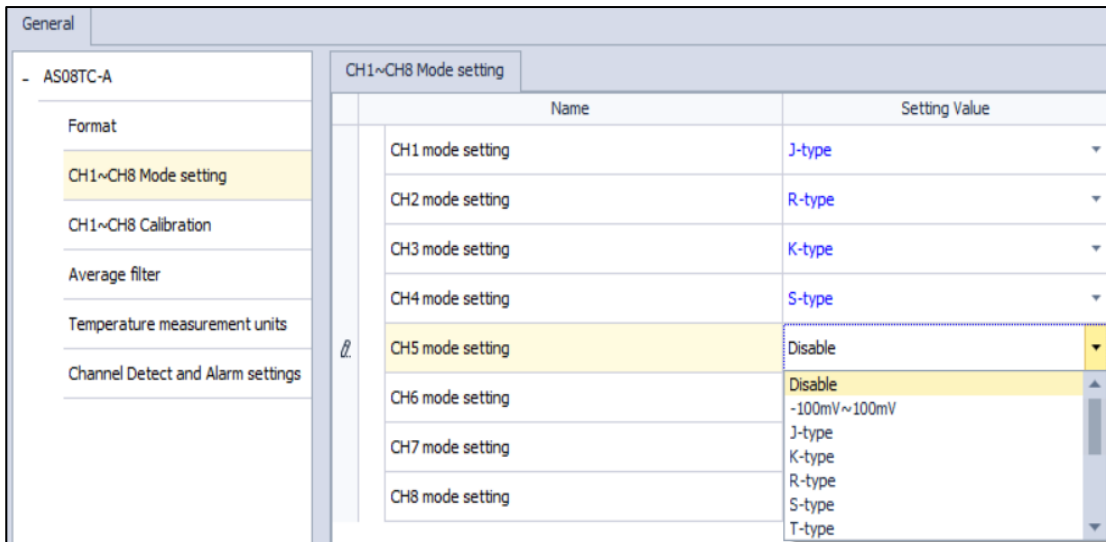 General
- AS08TC-A
Format
CH1~CH8 Mode setting
CH1~CH8 Calibration
Average filter
Temperature measurement units
Channel Detect and Alarm settings
CH1~CH8 Mode setting
Name Setting Value
CH1 mode setting J-type
CH2 mode setting R-type
CH3 mode setting K-type
CH4 mode setting S-type
CH5 mode setting Disable
CH6 mode setting
CH7 mode setting
CH8 mode setting
Disable
-100mV~100mV
J-type
K-type
R-type
S-type
T-type